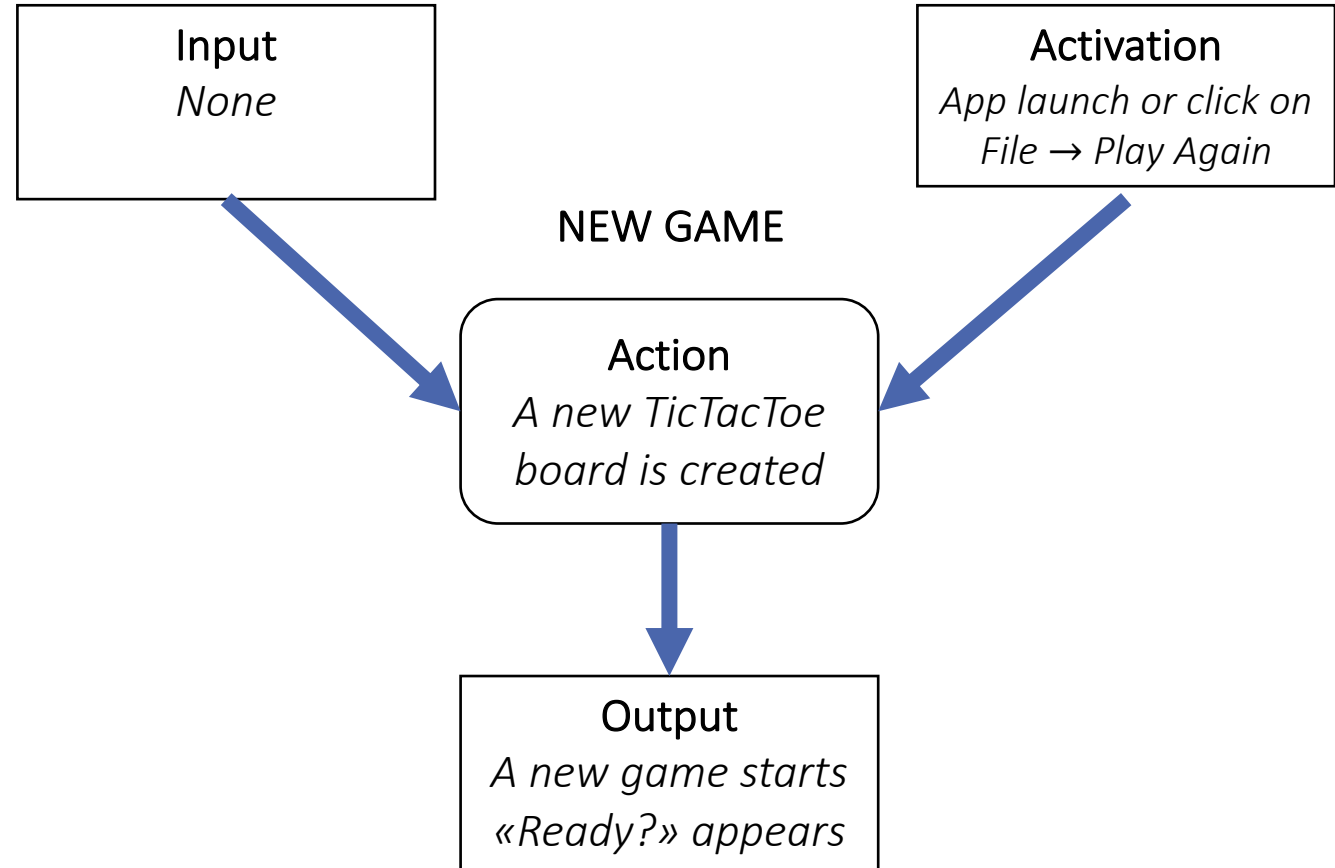 Input
None
Activation
App launch or click on
File → Play Again
NEW GAME
Action
A new TicTacToe
board is created
Output
A new game starts
«Ready?» appears